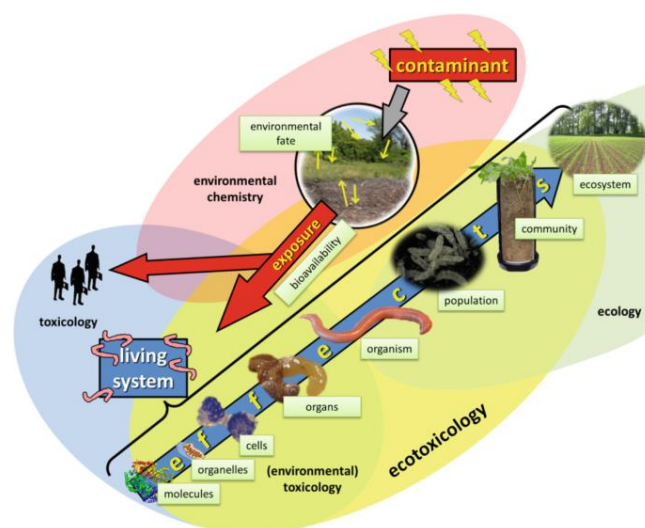 contaminant
environmental
fate
environmental
chemistry
exposure
bioavailability
toxicology
living
system
ecosystem
community
population
organism
organs
cells
organelles
molecules
effects
ecology
ecotoxicology
(environmental)
toxicology